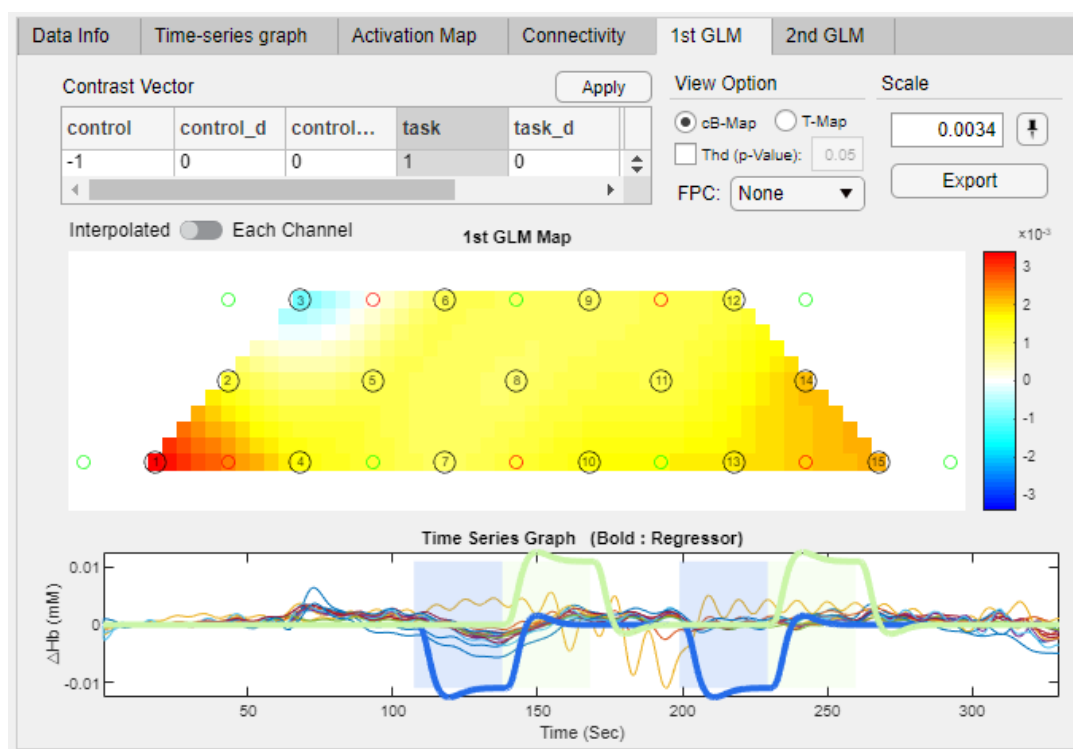 Data Info Time-series graph Activation Map Connectivity 1st GLM 2nd GLM
Contrast Vector Apply View Option Scale
control control_d control... task task_d
cB-Map T-Map 0.0034
-1 0 0 1 0
Thd (p-Value): 0.05
FPC: None Export
Interpolated Each Channel
1st GLM Map
×10-3
3 6 9 12
2 5 8 11 14
1 4 7 10 13 15
3
2
1
0
-1
-2
-3
Time Series Graph (Bold : Regressor)
0.01
0
-0.01
△Hb (mM)
50 100 150 200 250 300
Time (Sec)